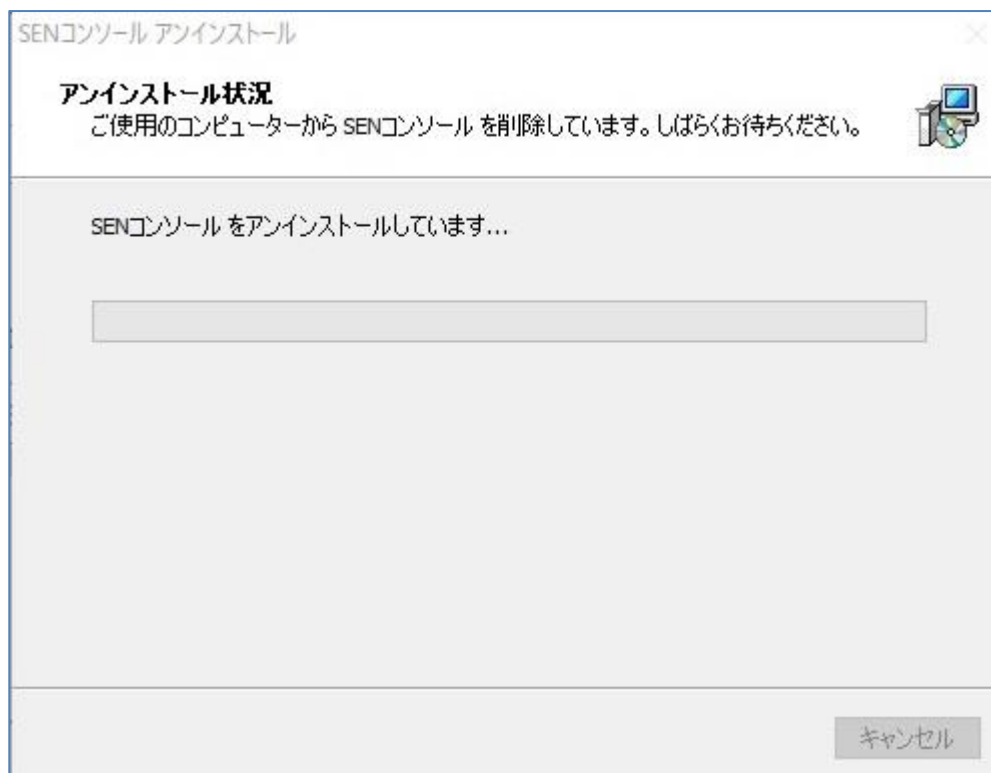 SENコンソール アンインストール
アンインストール状況
ご使用のコンピューターから SENコンソール を削除しています。しばらくお待ちください。
SENコンソール をアンインストールしています...
キャンセル